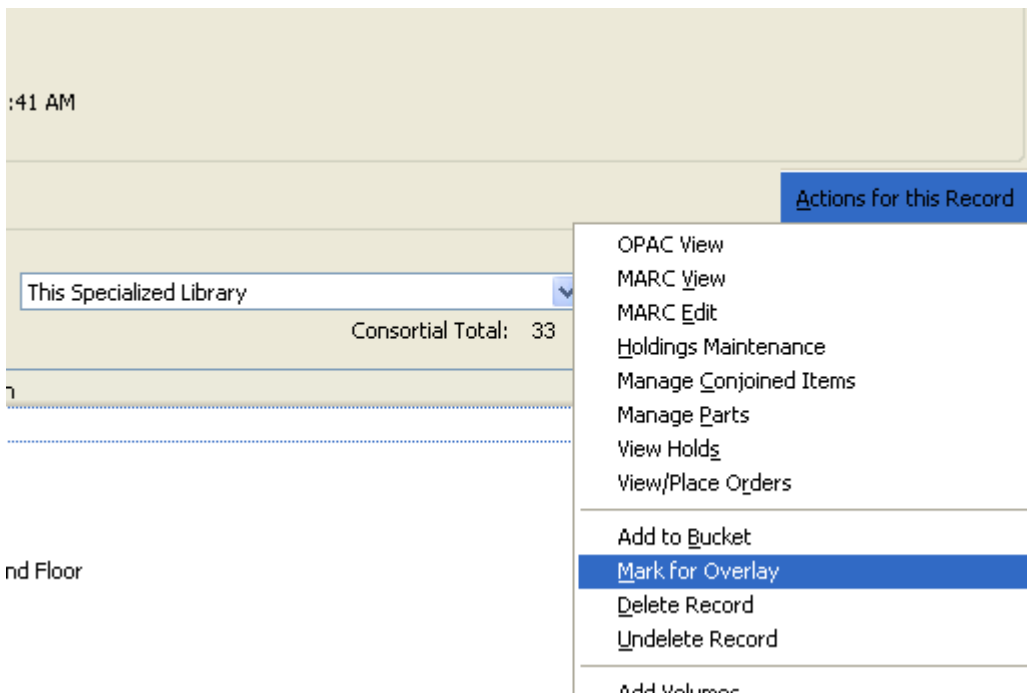 :41 AM
Actions for this Record
OPAC View
This Specialized Library
MARC View
MARC Edit
Consortial Total: 33
Holdings Maintenance
Manage Conjoined Items
Manage Parts
View Holds
View/Place Orders
Add to Bucket
nd Floor
Mark for Overlay
Delete Record
Undelete Record
Add Volumes